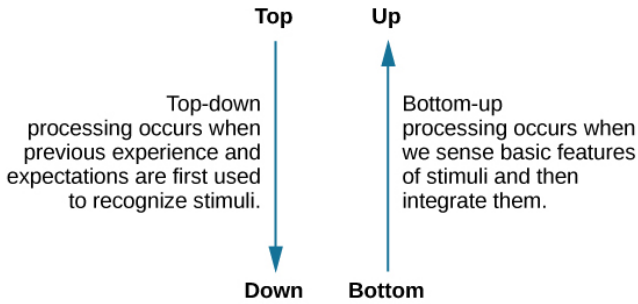 Top
Up
Top-down
processing occurs when
previous experience and
expectations are first used
to recognize stimuli.
Bottom-up
processing occurs when
we sense basic features
of stimuli and then
integrate them.
Down
Bottom